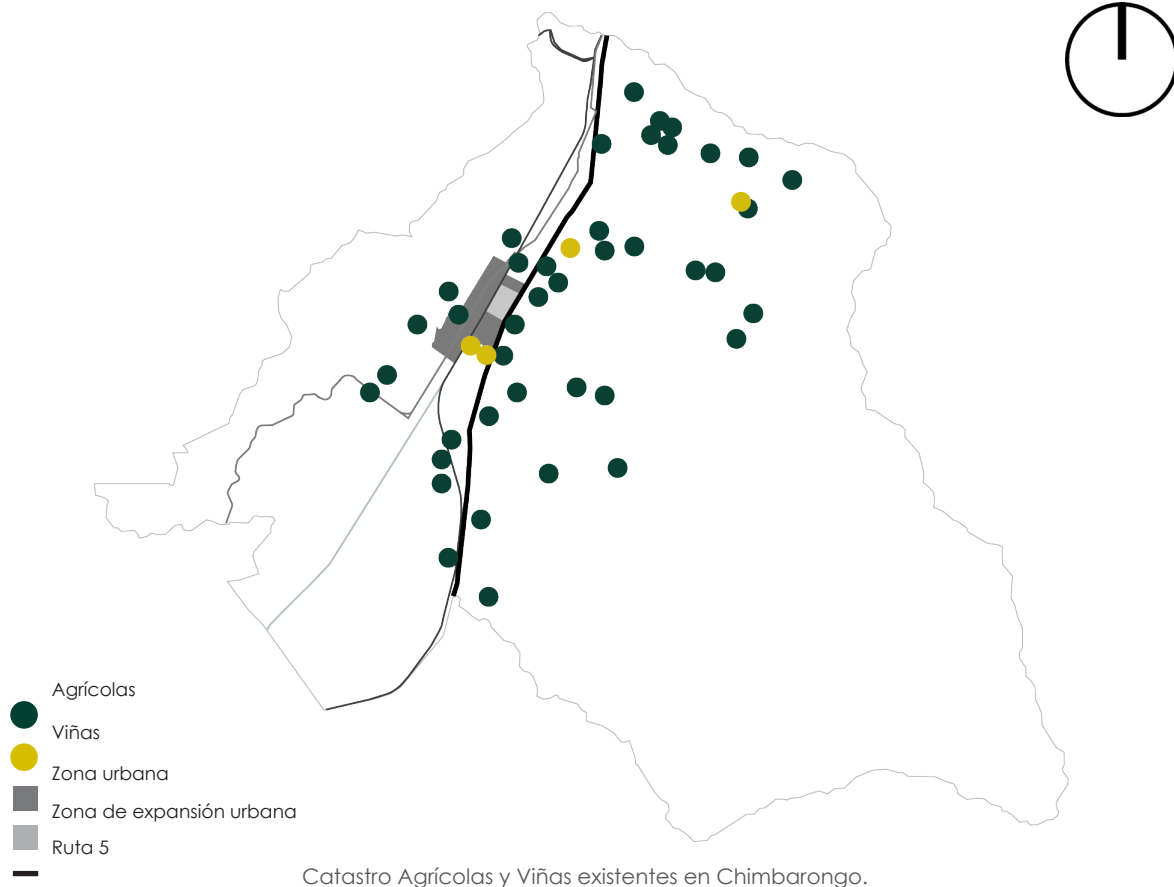 Agrícolas
Viñas
Zona urbana
Zona de expansión urbana
Ruta 5
Catastro Agrícolas y Viñas existentes en Chimbarongo.